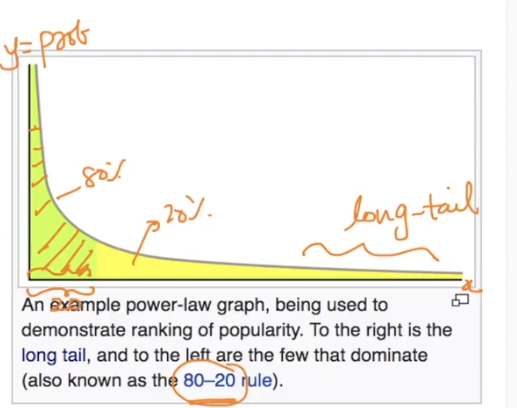 y=prob
80%
20%.
long-tail
x
An example power-law graph, being used to
demonstrate ranking of popularity. To the right is the
long tail, and to the left are the few that dominate
(also known as the 80–20 rule).